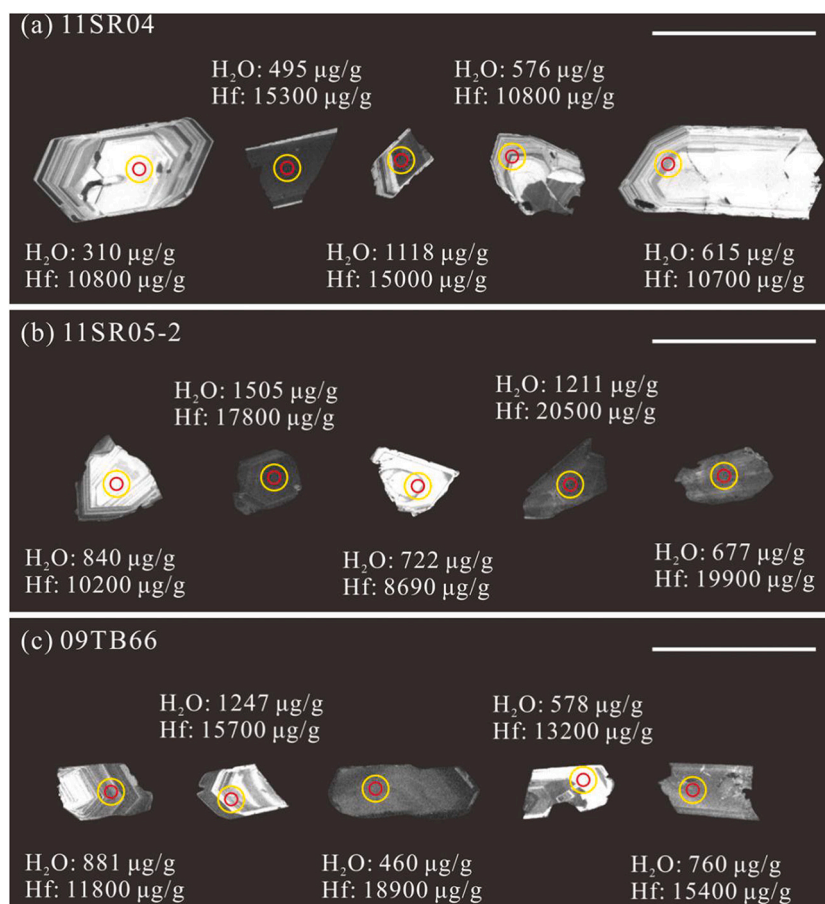 (a) 11SR04
H₂O: 495 μg/g
Hf: 15300 μg/g
H₂O: 576 μg/g
Hf: 10800 μg/g
H₂O: 310 μg/g
Hf: 10800 μg/g
H₂O: 1118 μg/g
Hf: 15000 μg/g
H₂O: 615 μg/g
Hf: 10700 μg/g
(b) 11SR05-2
H₂O: 1505 μg/g
Hf: 17800 μg/g
H₂O: 1211 μg/g
Hf: 20500 μg/g
H₂O: 840 μg/g
Hf: 10200 μg/g
H₂O: 722 μg/g
Hf: 8690 μg/g
H₂O: 677 μg/g
Hf: 19900 μg/g
(c) 09TB66
H₂O: 1247 μg/g
Hf: 15700 μg/g
H₂O: 578 μg/g
Hf: 13200 μg/g
H₂O: 881 μg/g
Hf: 11800 μg/g
H₂O: 460 μg/g
Hf: 18900 μg/g
H₂O: 760 μg/g
Hf: 15400 μg/g